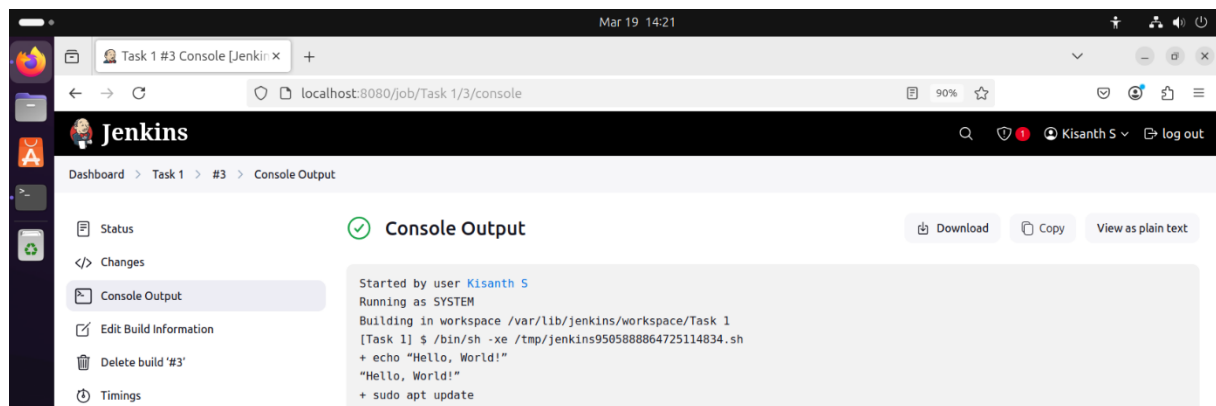 Mar 19 14:21
Task 1 #3 Console [Jenkin
localhost:8080/job/Task 1/3/console
90%
Jenkins
1
Kisanth S
log out
Dashboard > Task 1 > #3 > Console Output
Status
Changes
Console Output
Edit Build Information
Delete build ‘#3’
Timings
Console Output
Download
Copy
View as plain text
Started by user Kisanth S
Running as SYSTEM
Building in workspace /var/lib/jenkins/workspace/Task 1
[Task 1] $ /bin/sh -xe /tmp/jenkins9505888864725114834.sh
+ echo “Hello, World!”
“Hello, World!”
+ sudo apt update